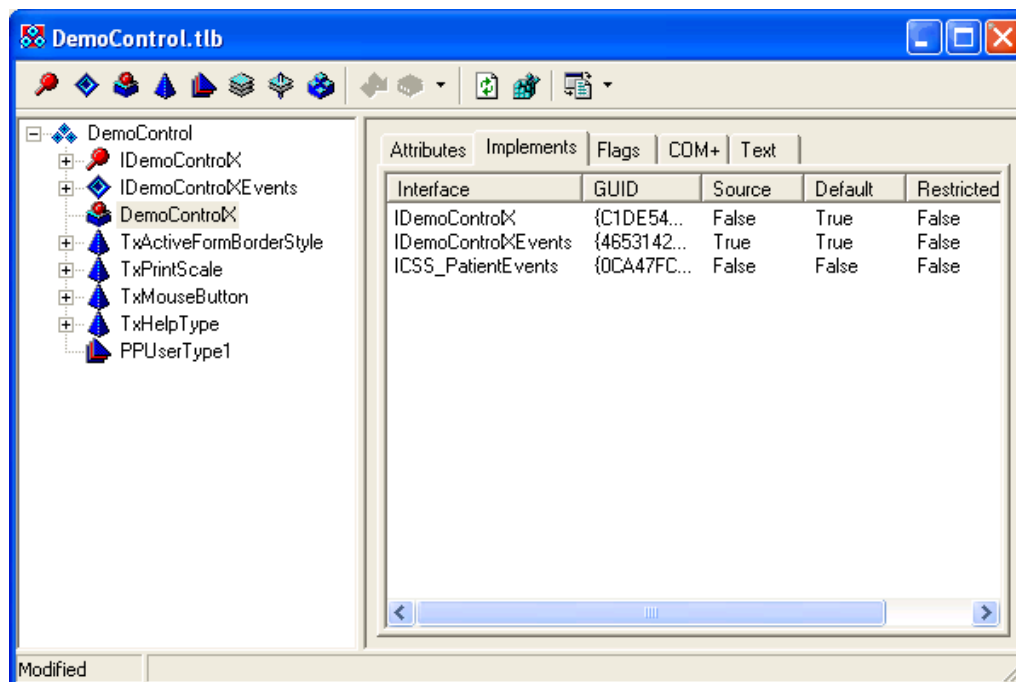 DemoControl.tlb
DemoControl
IDemoControlX
IDemoControlXEvents
DemoControlX
TxActiveFormBorderStyle
TxPrintScale
TxMouseButton
TxHelpType
PPUserType1
Attributes Implements Flags COM+ Text
Interface GUID Source Default Restricted
IDemoControlX {C1DE54... False True False
IDemoControlXEvents {4653142... True True False
ICSS_PatientEvents {0CA47FC... False False False
Modified